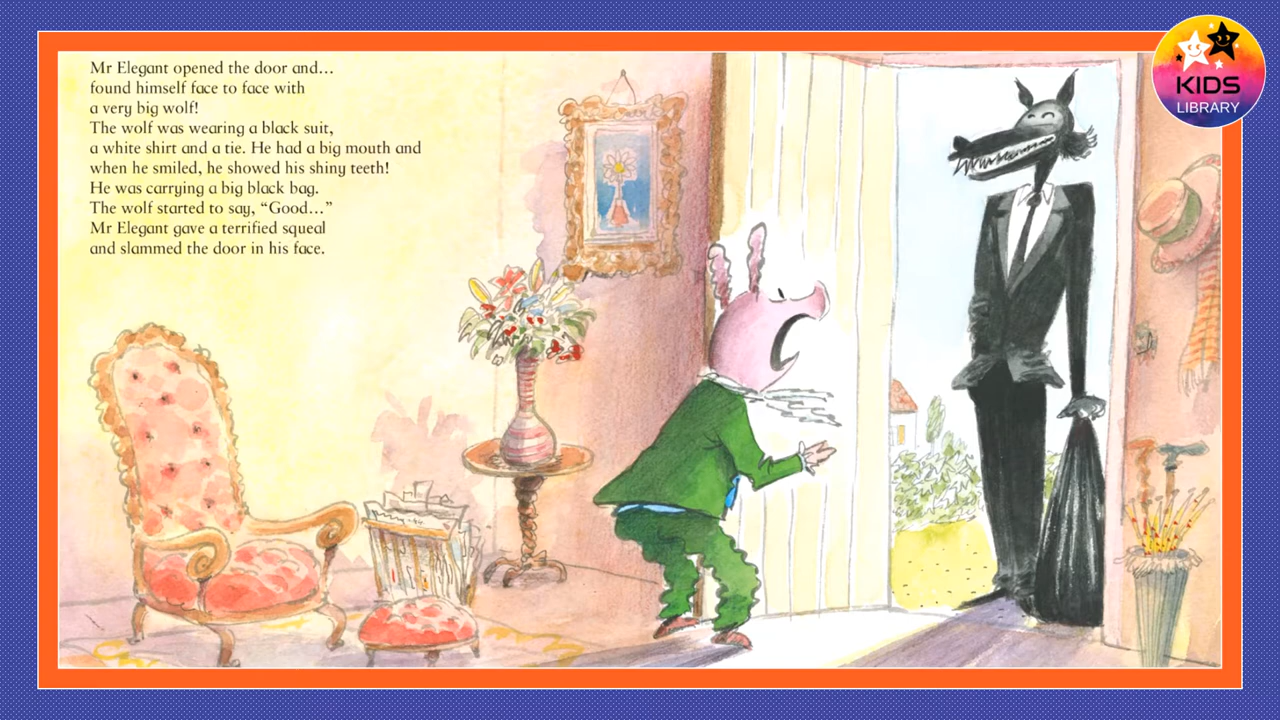 Mr Elegant opened the door and...
found himself face to face with
a very big wolf!
The wolf was wearing a black suit,
a white shirt and a tie. He had a big mouth and
when he smiled, he showed his shiny teeth!
He was carrying a big black bag.
The wolf started to say, “Good...”
Mr Elegant gave a terrified squeal
and slammed the door in his face.
KIDS
LIBRARY